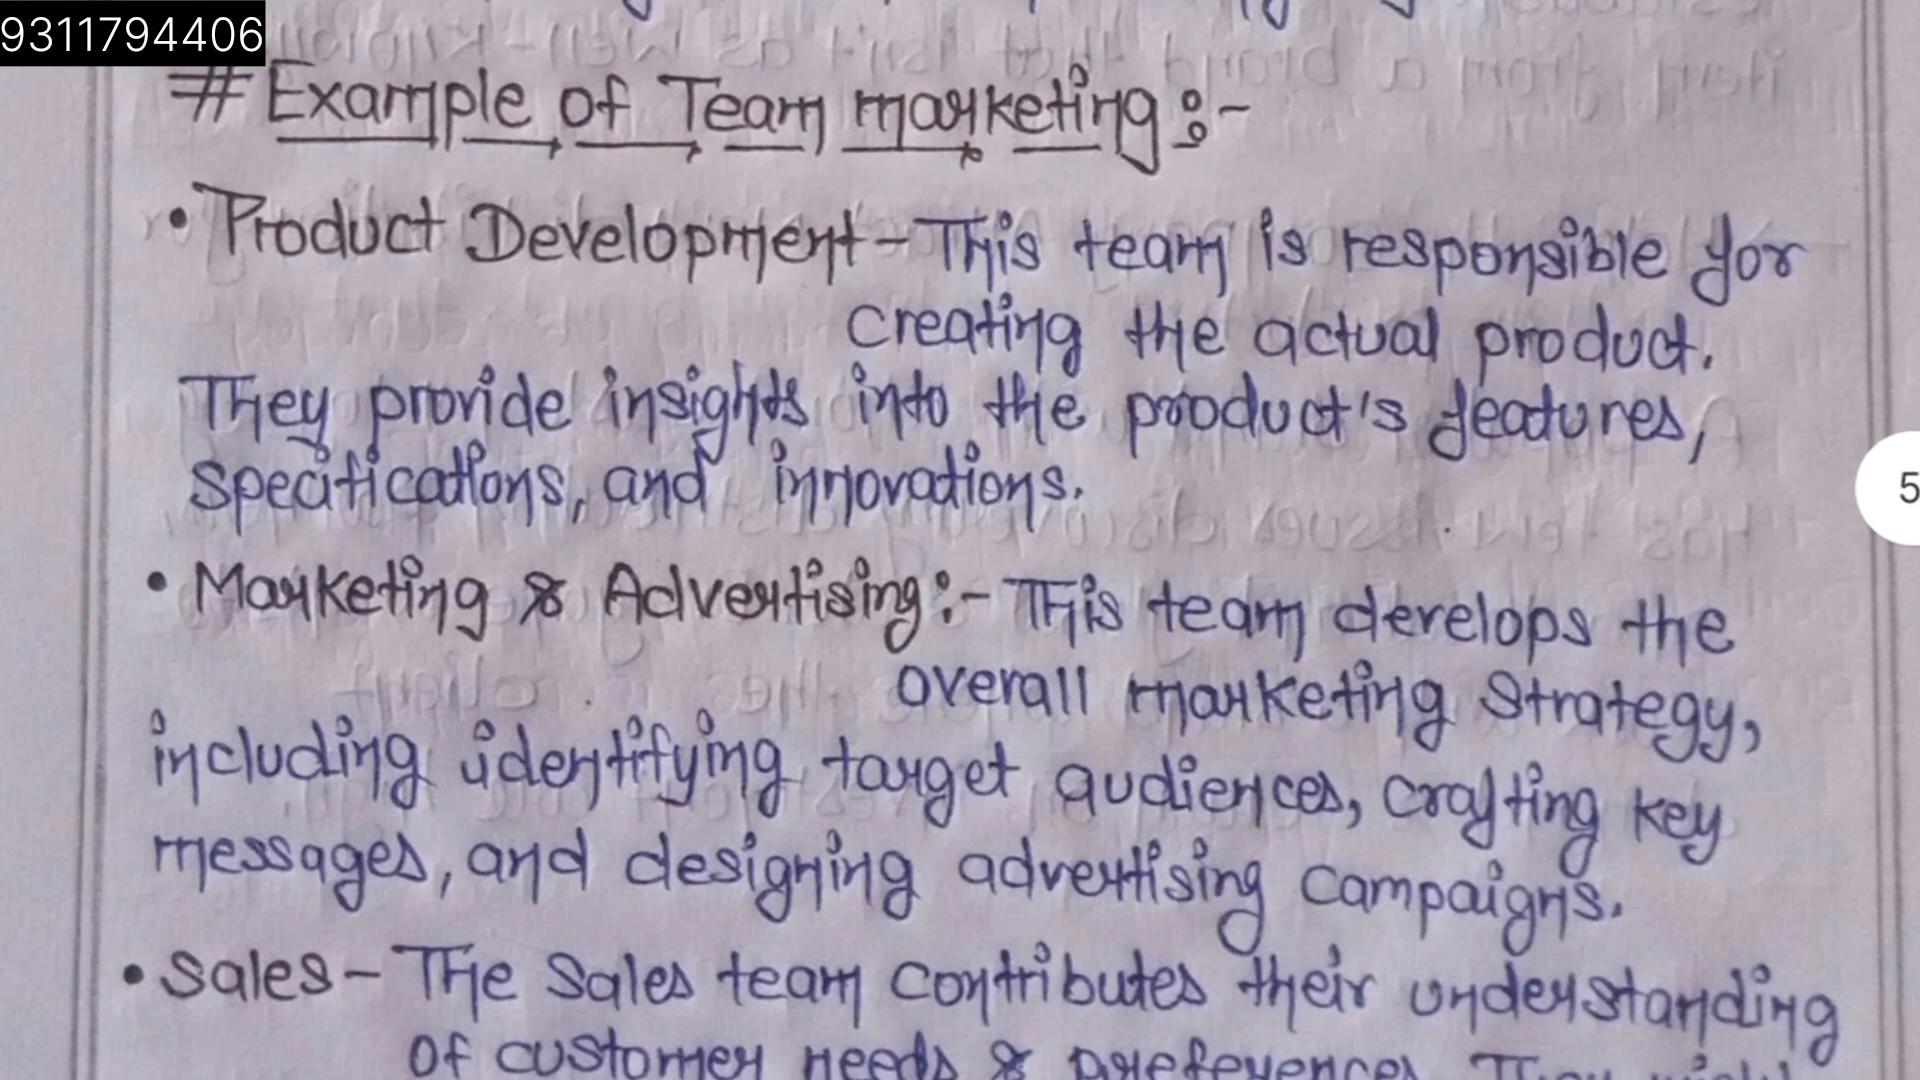 9311794406
# Example of Team marketing :-
• Product Development - This team is responsible for
creating the actual product.
They provide insights into the product's features,
specifications, and innovations.
5
• Marketing & Advertising :- This team develops the
overall marketing strategy,
including identifying target audiences, crafting key
messages, and designing advertising campaigns.
• Sales - The Sales team contributes their understanding
of customer needs & preferences. They might